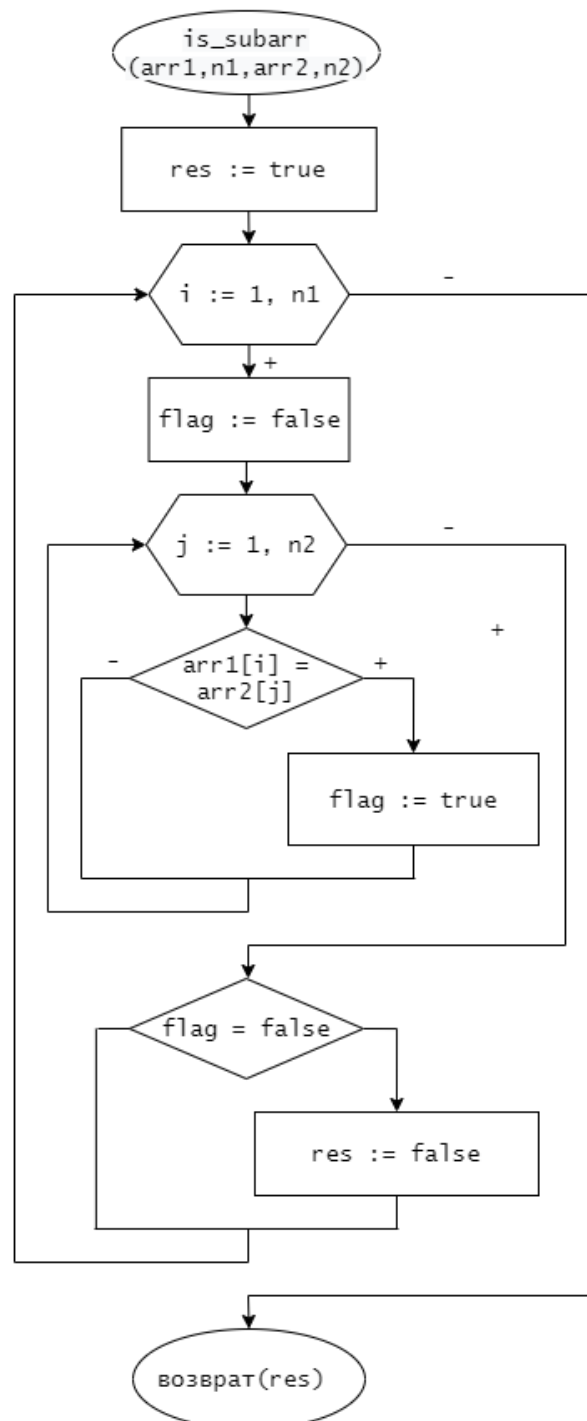 is_subarr
(arr1,n1,arr2,n2)
res := true
i := 1, n1
-
+
flag := false
j := 1, n2
-
+
-
arr1[i] =
arr2[j]
+
flag := true
flag = false
res := false
возврат(res)